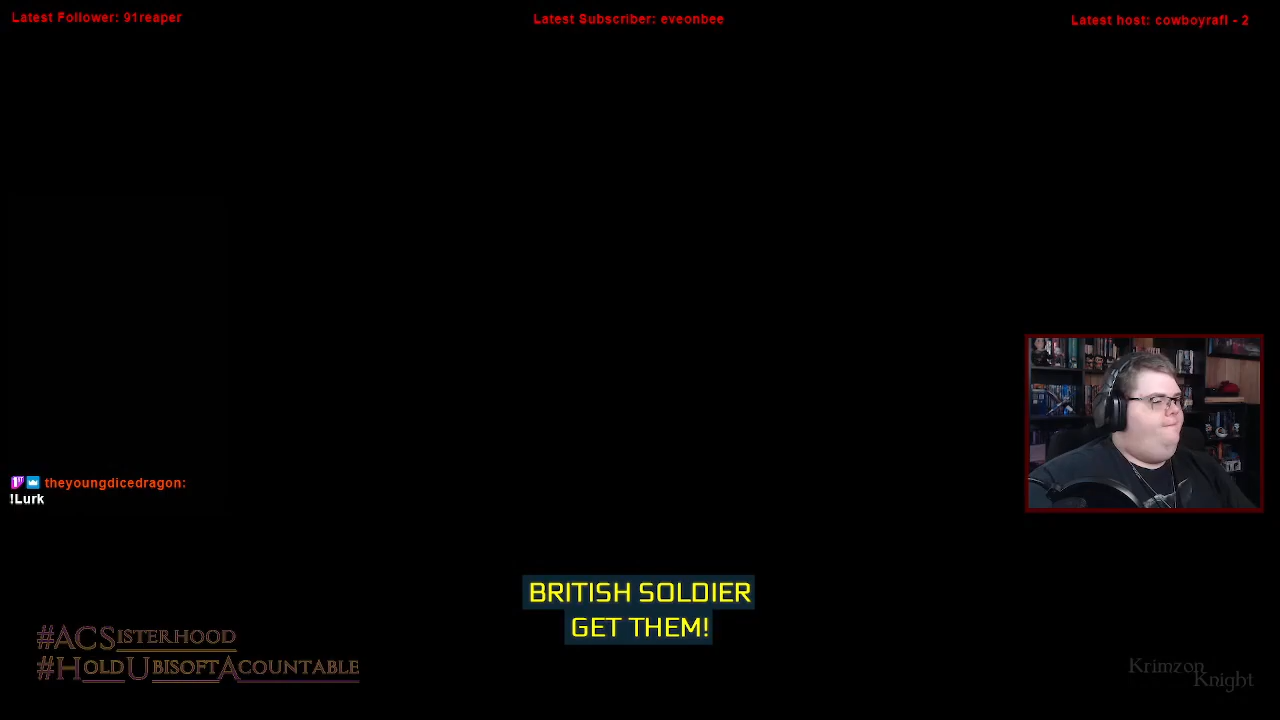 Latest Follower: 91reaper
Latest Subscriber: eveonbee
Latest host: cowboyrafl - 2
theyoungdicedragon:
!Lurk
BRITISH SOLDIER
GET THEM!
#ACSISTERHOOD
#HOLDUBISOFTACOUNTABLE
Krimzon
Knight